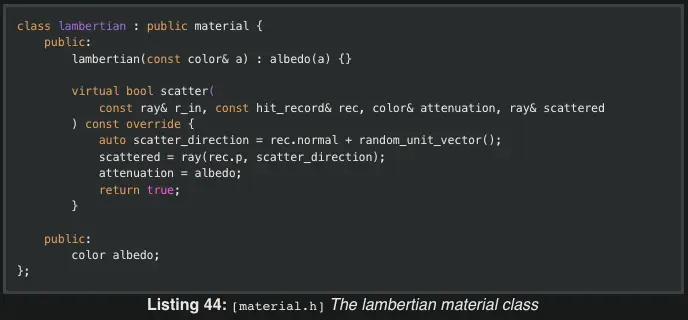 class lambertian : public material {
    public:
        lambertian(const color& a) : albedo(a) {}

        virtual bool scatter(
            const ray& r_in, const hit_record& rec, color& attenuation, ray& scattered
        ) const override {
            auto scatter_direction = rec.normal + random_unit_vector();
            scattered = ray(rec.p, scatter_direction);
            attenuation = albedo;
            return true;
        }

    public:
        color albedo;
};
Listing 44: [material.h] The lambertian material class